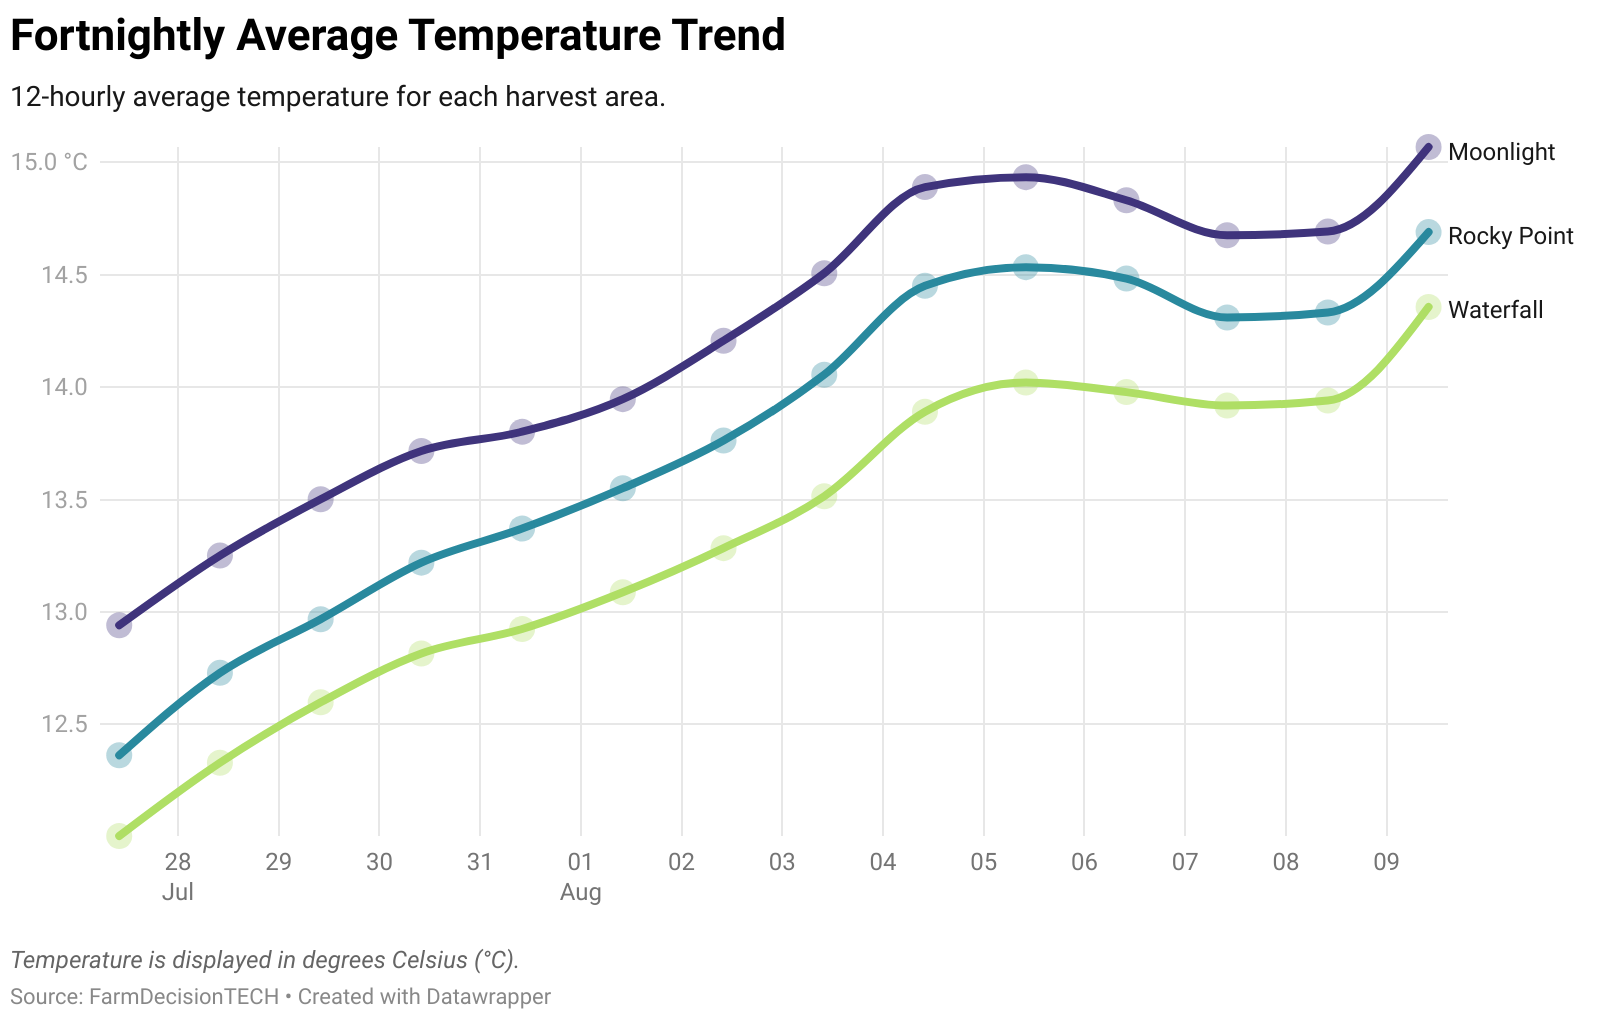 Fortnightly Average Temperature Trend
12-hourly average temperature for each harvest area.
15.0 °C
14.5
14.0
13.5
13.0
12.5
Moonlight
Rocky Point
Waterfall
28 29 30 31 01 02 03 04 05 06 07 08 09
Jul Aug
Temperature is displayed in degrees Celsius (°C).
Source: FarmDecisionTECH • Created with Datawrapper